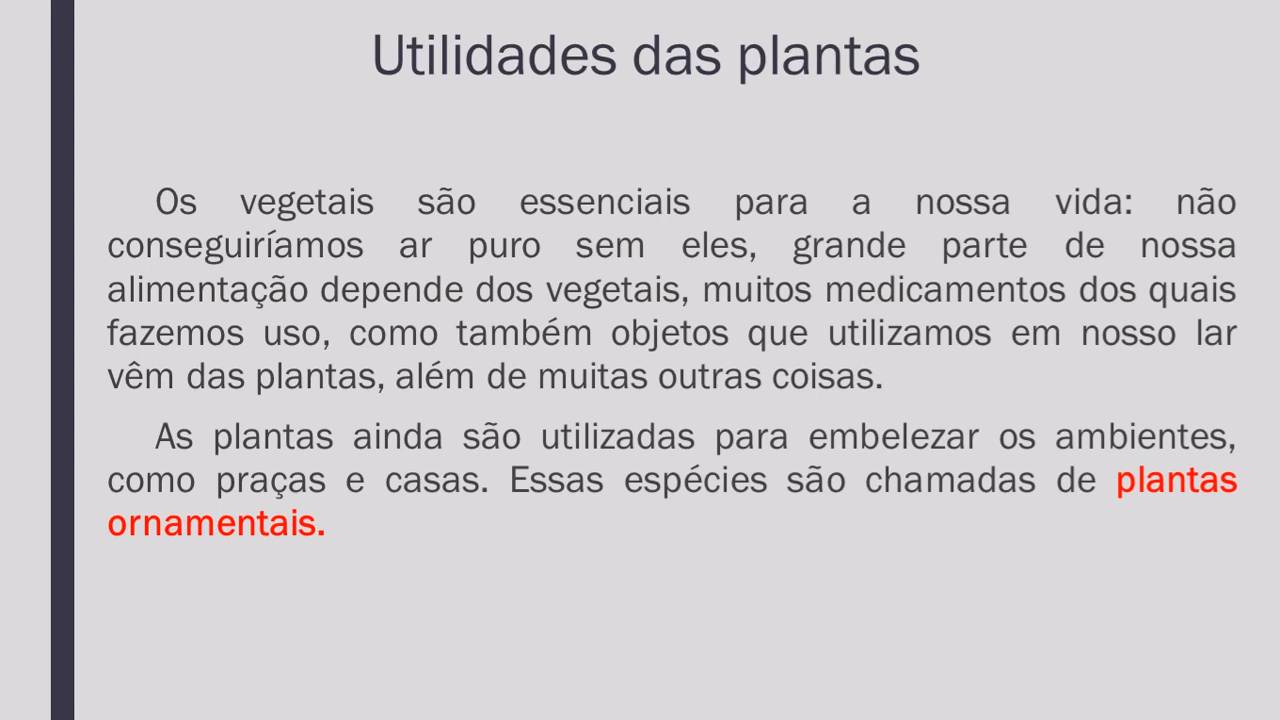 Utilidades das plantas
Os vegetais são essenciais para a nossa vida: não
conseguiríamos ar puro sem eles, grande parte de nossa
alimentação depende dos vegetais, muitos medicamentos dos quais
fazemos uso, como também objetos que utilizamos em nosso lar
vêm das plantas, além de muitas outras coisas.
As plantas ainda são utilizadas para embelezar os ambientes,
como praças e casas. Essas espécies são chamadas de plantas
ornamentais.